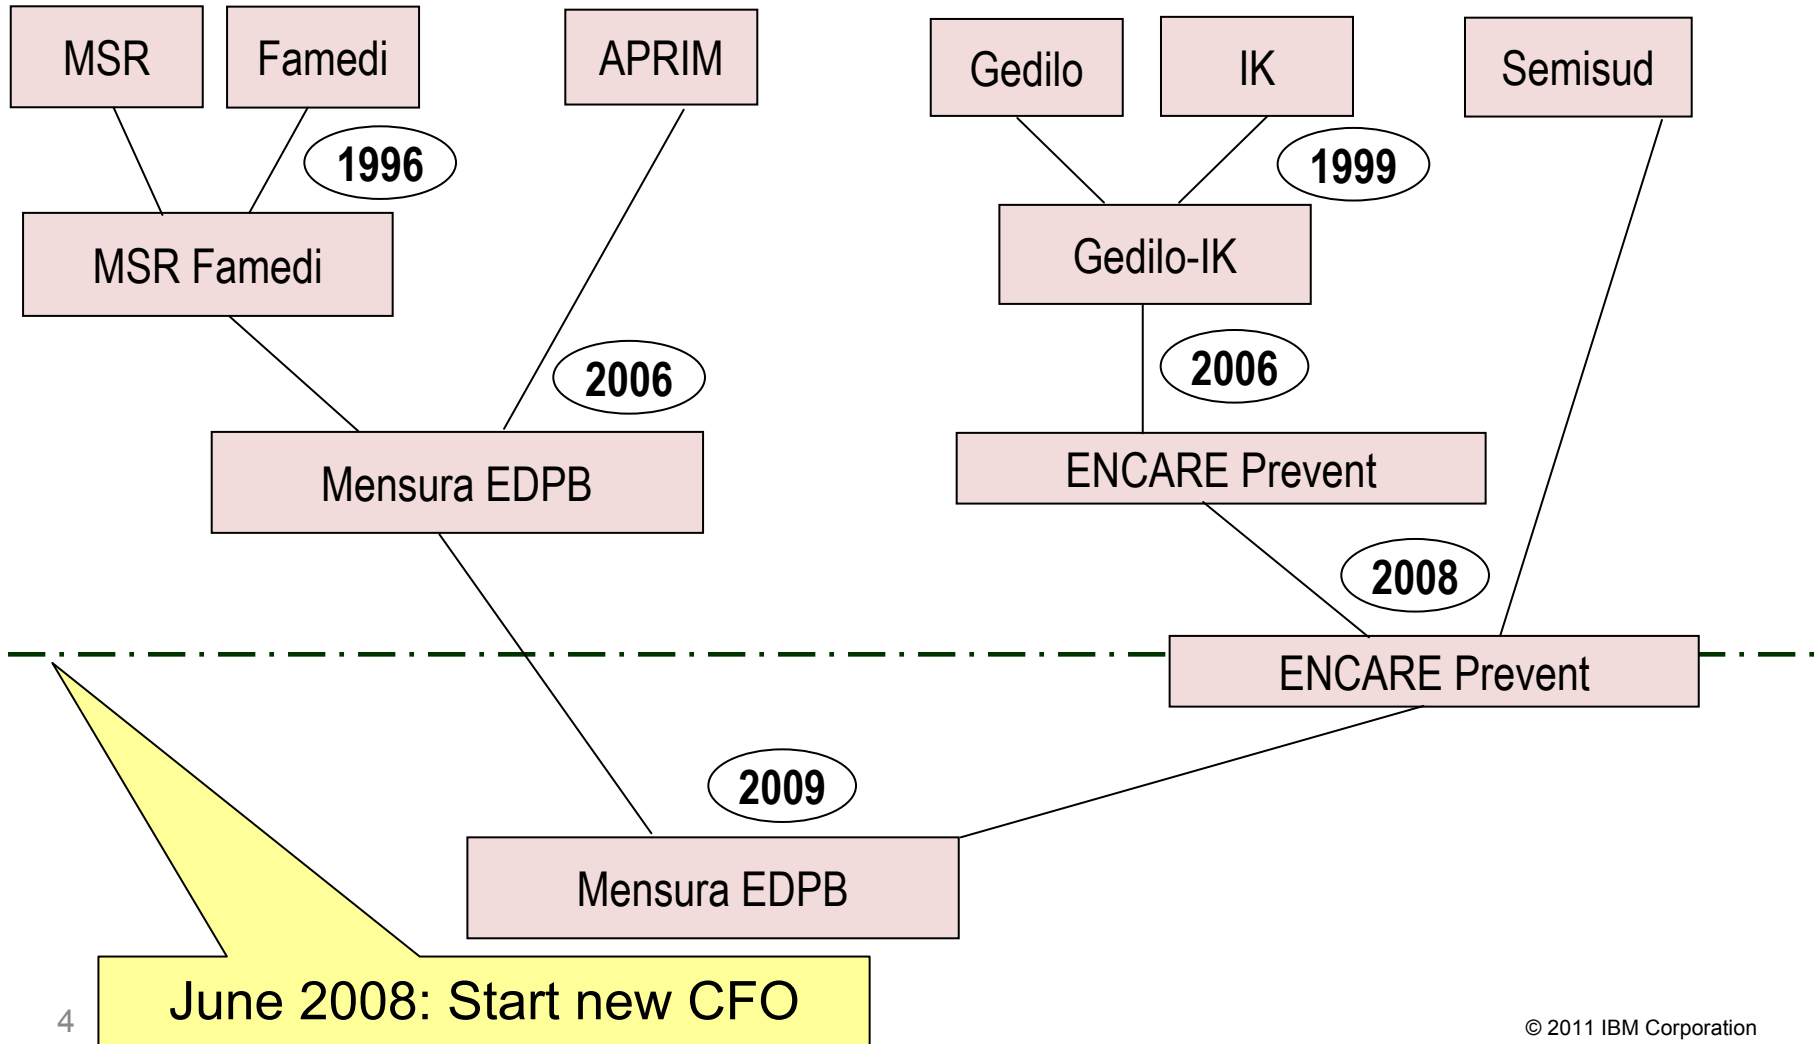 MSR
Famedi
APRIM
Gedilo
IK
Semisud
1996
1999
MSR Famedi
Gedilo-IK
2006
2006
Mensura EDPB
ENCARE Prevent
2008
ENCARE Prevent
2009
Mensura EDPB
June 2008: Start new CFO
4
© 2011 IBM Corporation